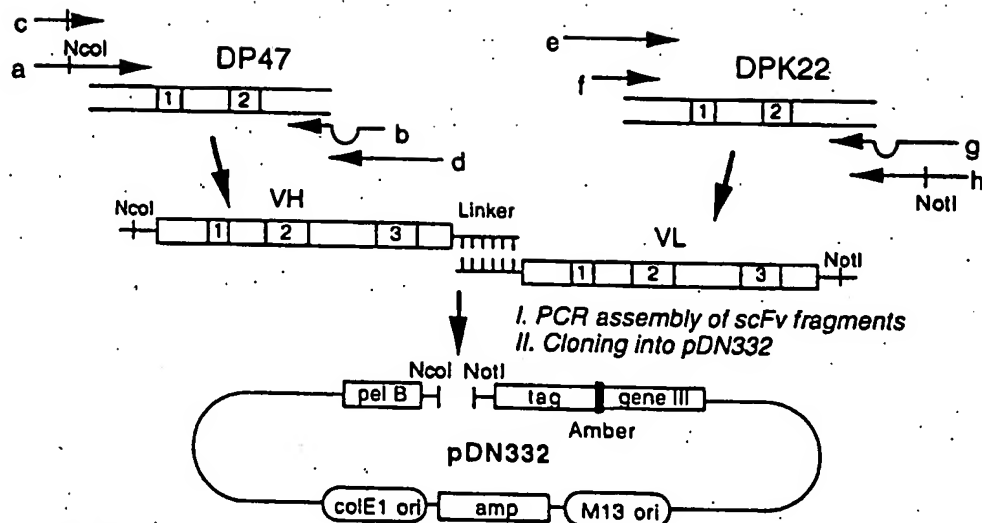 c
NcoI
a
DP47
1 2
b
d
e
f
DPK22
1 2
g
h
NotI
VH
NcoI
1 2 3
Linker
VL
1 2 3
NotI
I. PCR assembly of scFv fragments
II. Cloning into pDN332
NcoI NotI
pel B
tag
gene III
Amber
pDN332
colE1 ori
amp
M13 ori